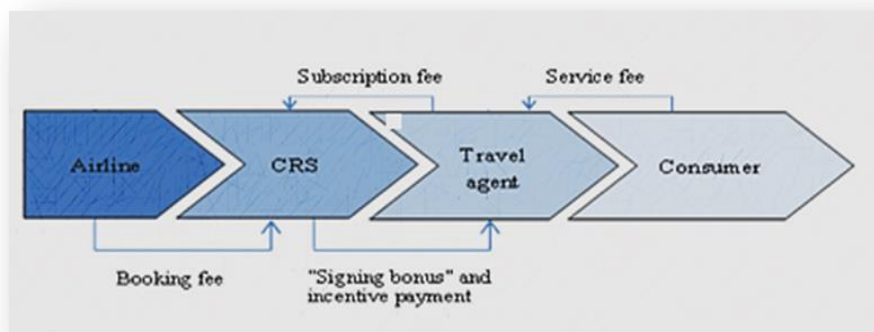 Subscription fee
Service fee
Airline
CRS
Travel
agent
Consumer
Booking fee
"Signing bonus" and
incentive payment